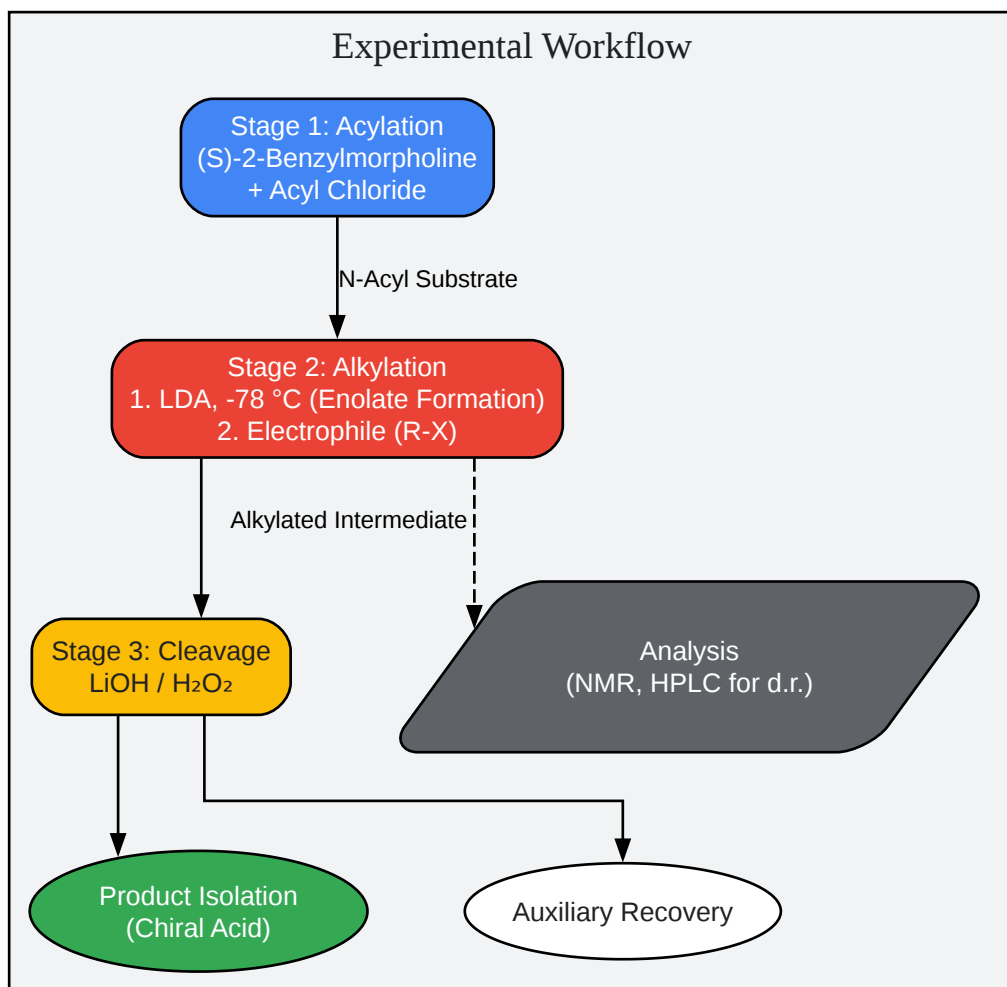 Experimental Workflow
Stage 1: Acylation
(S)-2-Benzylmorpholine
+ Acyl Chloride
N-Acyl Substrate
Stage 2: Alkylation
1. LDA, -78 °C (Enolate Formation)
2. Electrophile (R-X)
Alkylated Intermediate
Stage 3: Cleavage
LiOH / H₂O₂
Analysis
(NMR, HPLC for d.r.)
Product Isolation
(Chiral Acid)
Auxiliary Recovery